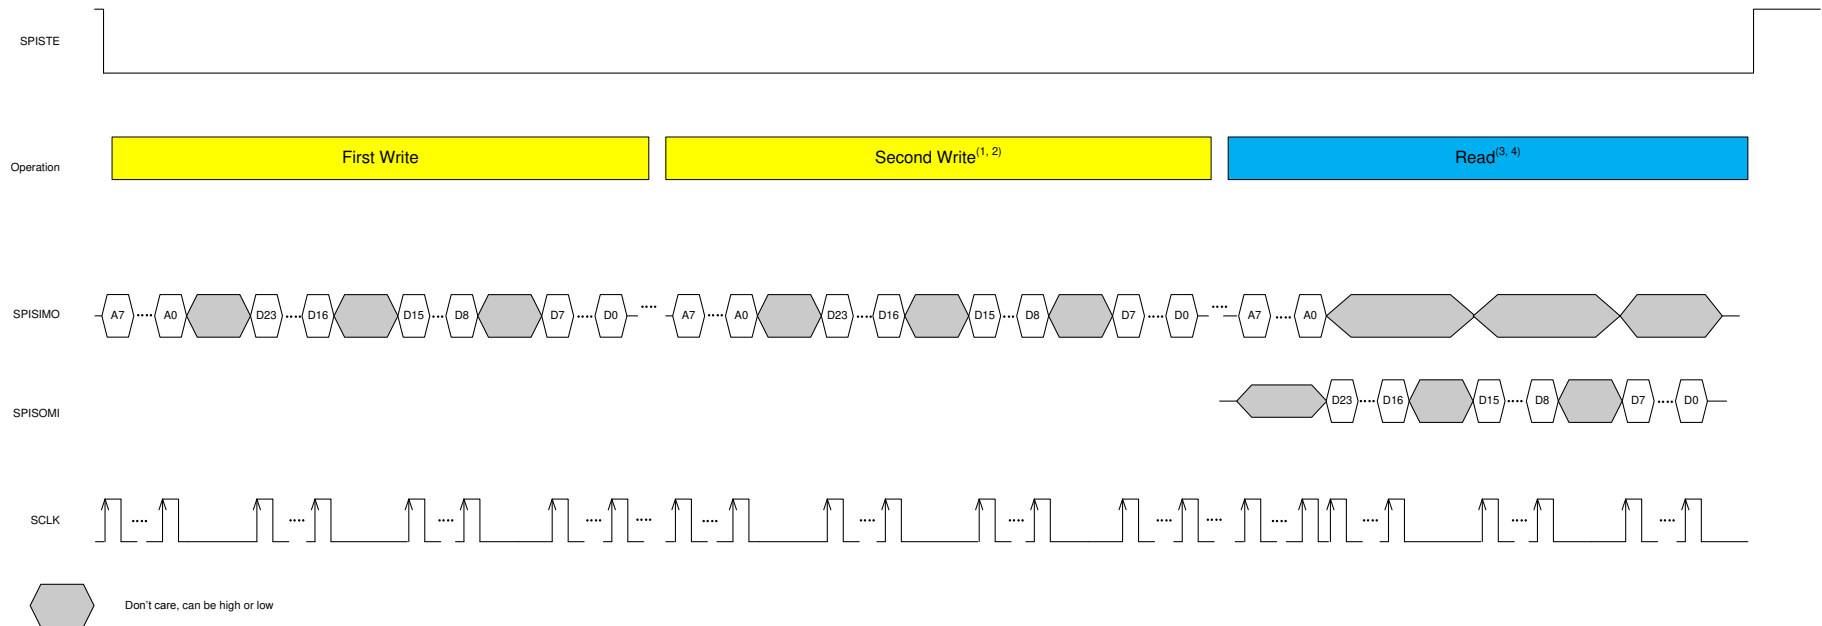 SPISTE
Operation
First Write
Second Write(1, 2)
Read(3, 4)
SPISIMO
A7 .... A0 D23 .... D16 D15 ... D8 D7 .... D0 .... A7 .... A0 D23 .... D16 D15 .... D8 D7 .... D0 .... A7 .... A0
SPISOMI
D23 .... D16 D15 .... D8 D7 .... D0
SCLK
Don't care, can be high or low